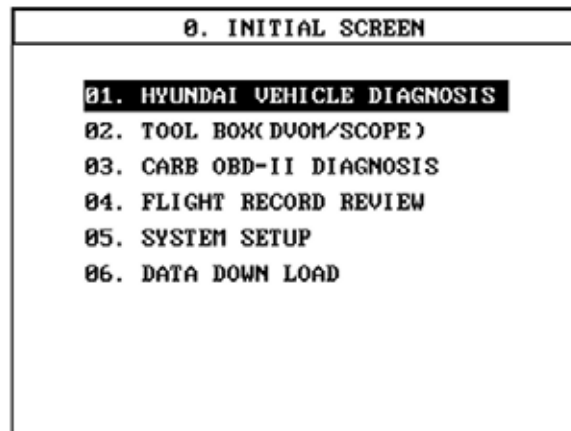 0. INITIAL SCREEN
01. HYUNDAI VEHICLE DIAGNOSIS
02. TOOL BOX(DVOM/SCOPE)
03. CARB OBD-II DIAGNOSIS
04. FLIGHT RECORD REVIEW
05. SYSTEM SETUP
06. DATA DOWN LOAD